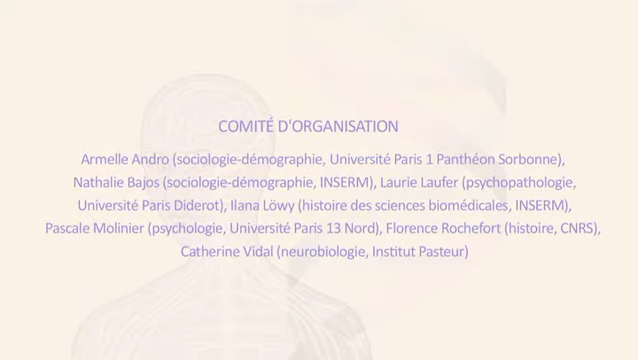 COMITÉ D'ORGANISATION
Armelle Andro (sociologie-démographie, Université Paris 1 Panthéon Sorbonne),
Nathalie Bajos (sociologie-démographie, INSERM), Laurie Laufer (psychopathologie,
Université Paris Diderot), Ilana Löwy (histoire des sciences biomédicales, INSERM),
Pascale Molinier (psychologie, Université Paris 13 Nord), Florence Rochefort (histoire, CNRS),
Catherine Vidal (neurobiologie, Institut Pasteur)